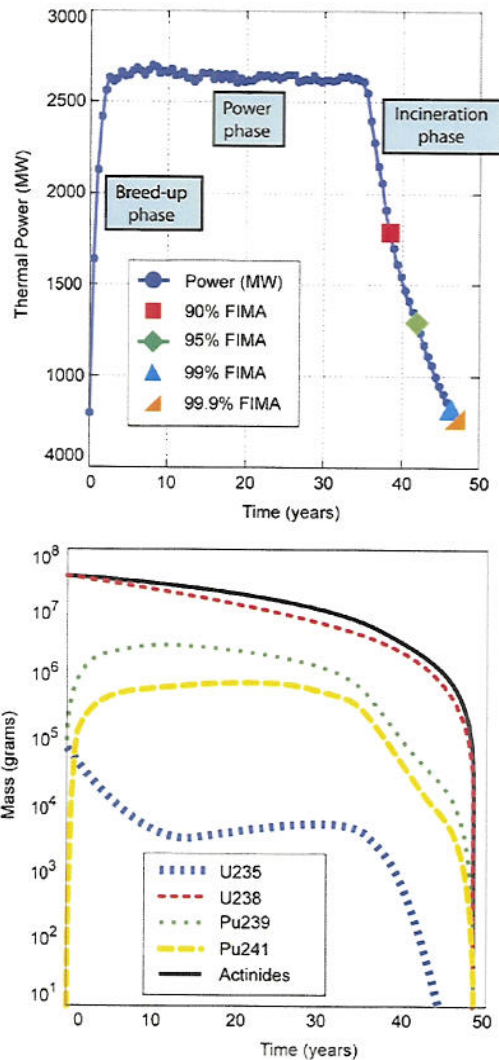 3000
2500
2000
1500
1000
4000
Thermal Power (MW)
Breed-up
phase
Power
phase
Incineration
phase
Power (MW)
90% FIMA
95% FIMA
99% FIMA
99.9% FIMA
0 10 20 30 40 50
Time (years)
10^8
10^7
10^6
10^5
10^4
10^3
10^2
10^1
Mass (grams)
U235
U238
Pu239
Pu241
Actinides
0 10 20 30 40 50
Time (years)